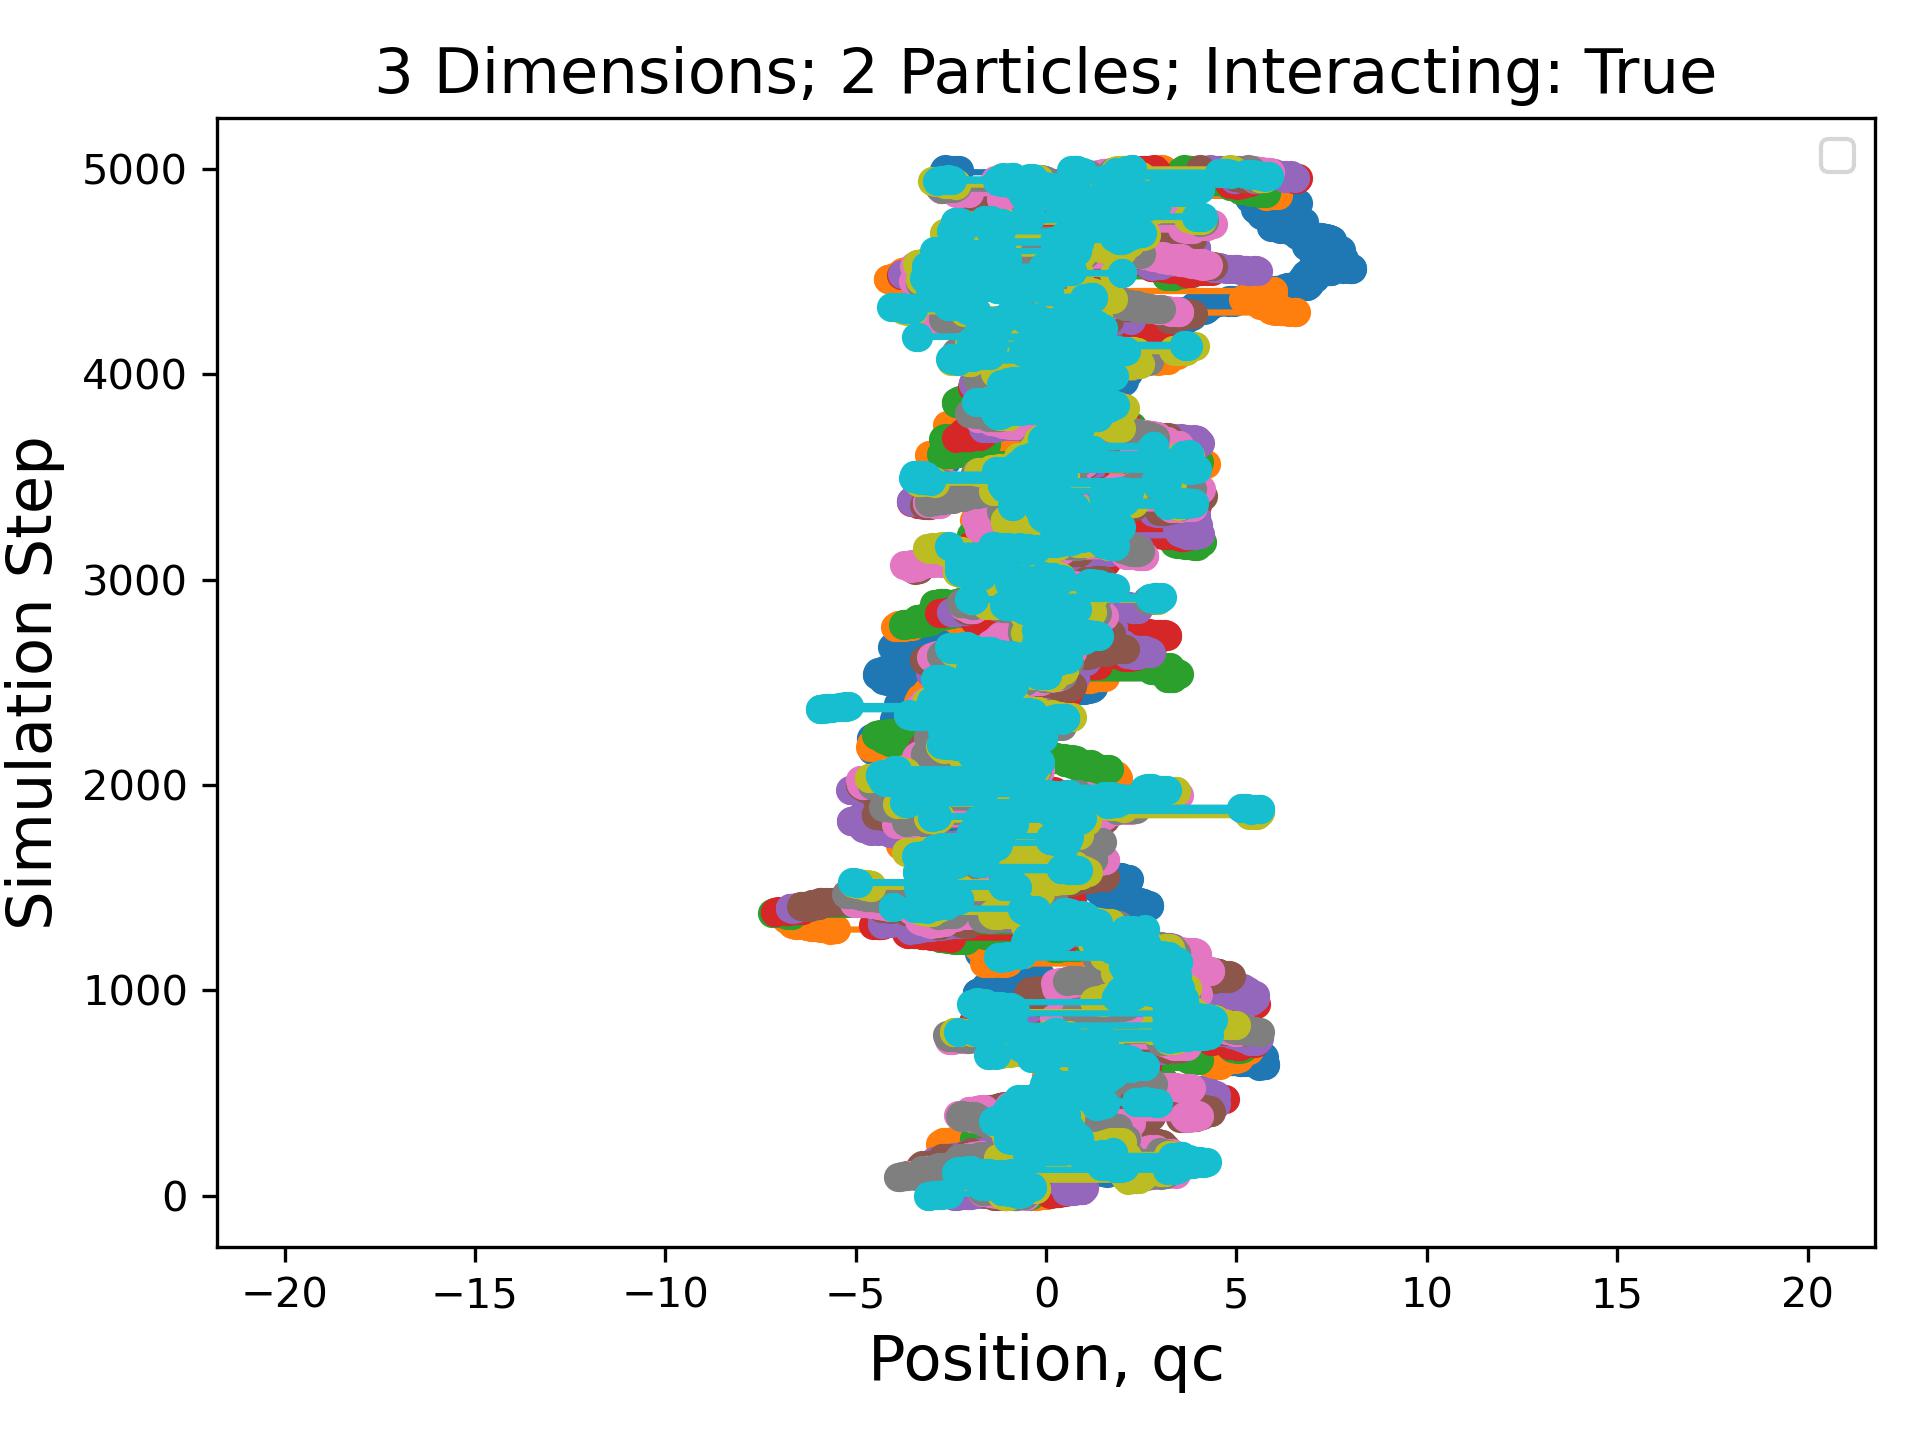 3 Dimensions; 2 Particles; Interacting: True
Simulation Step
5000
4000
3000
2000
1000
0
−20 −15 −10 −5 0 5 10 15 20
Position, qc